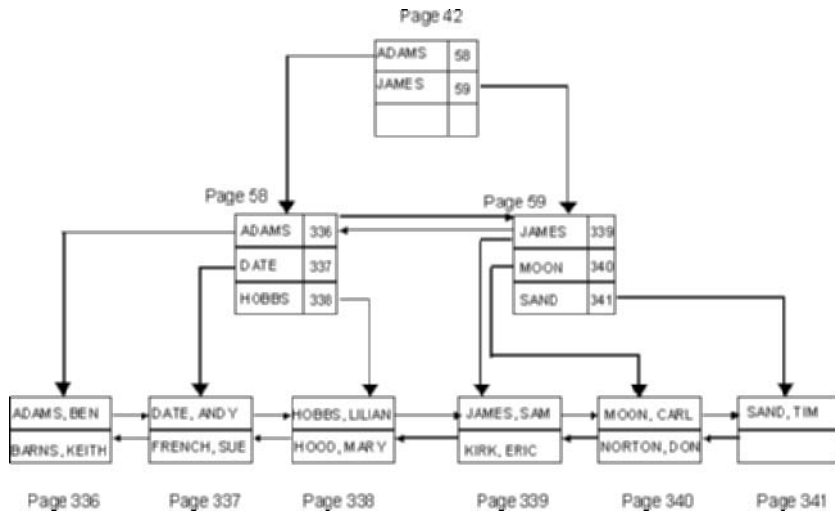 Page 42
ADAMS 58
JAMES 59
Page 58
Page 59
ADAMS 336
JAMES 339
DATE 337
MOON 340
HOBBS 338
SAND 341
ADAMS, BEN
DATE, ANDY
HOBBS, LILIAN
JAMES, SAM
MOON, CARL
SAND, TIM
BARNS, KEITH
FRENCH, SUE
HOOD, MARY
KIRK, ERIC
NORTON, DON
Page 336
Page 337
Page 338
Page 339
Page 340
Page 341